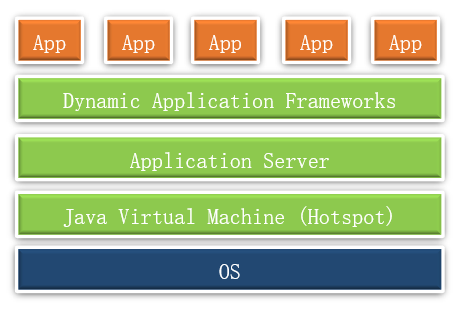 App App App App App
Dynamic Application Frameworks
Application Server
Java Virtual Machine (Hotspot)
OS